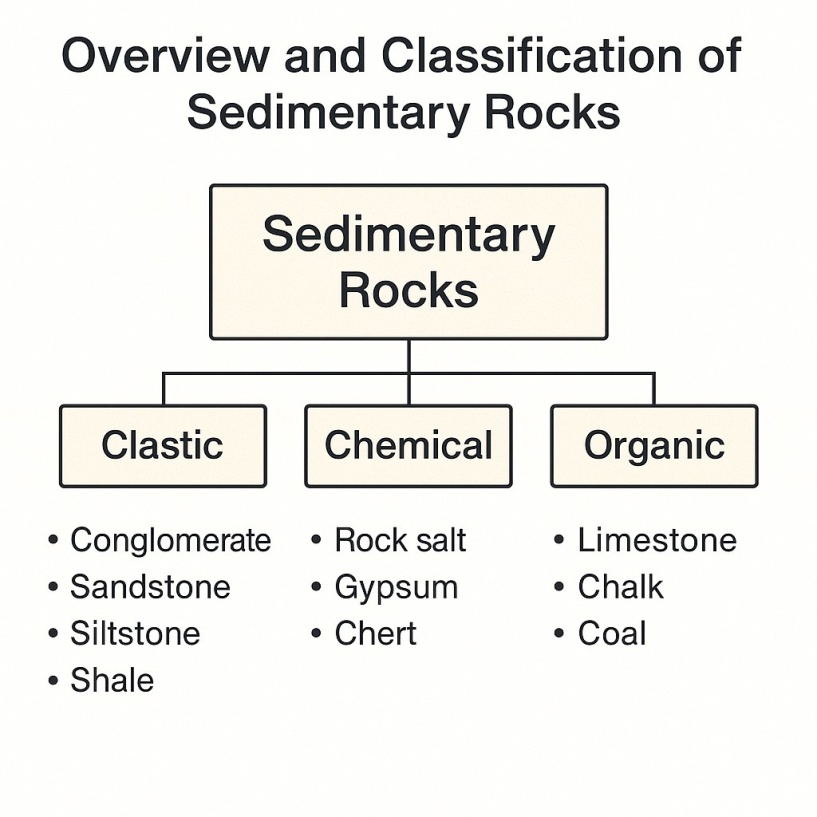 Overview and Classification of
Sedimentary Rocks
Sedimentary
Rocks
Clastic
Chemical
Organic
• Conglomerate
• Sandstone
• Siltstone
• Shale
• Rock salt
• Gypsum
• Chert
• Limestone
• Chalk
• Coal